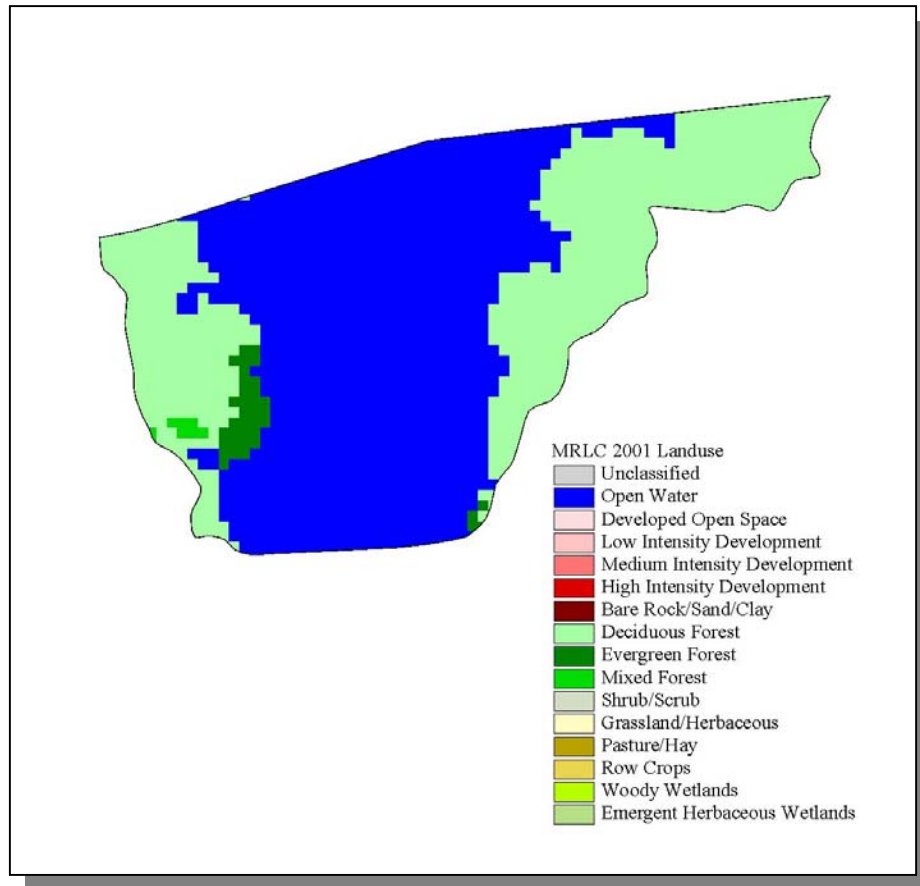 MRLC 2001 Landuse
Unclassified
Open Water
Developed Open Space
Low Intensity Development
Medium Intensity Development
High Intensity Development
Bare Rock/Sand/Clay
Deciduous Forest
Evergreen Forest
Mixed Forest
Shrub/Scrub
Grassland/Herbaceous
Pasture/Hay
Row Crops
Woody Wetlands
Emergent Herbaceous Wetlands